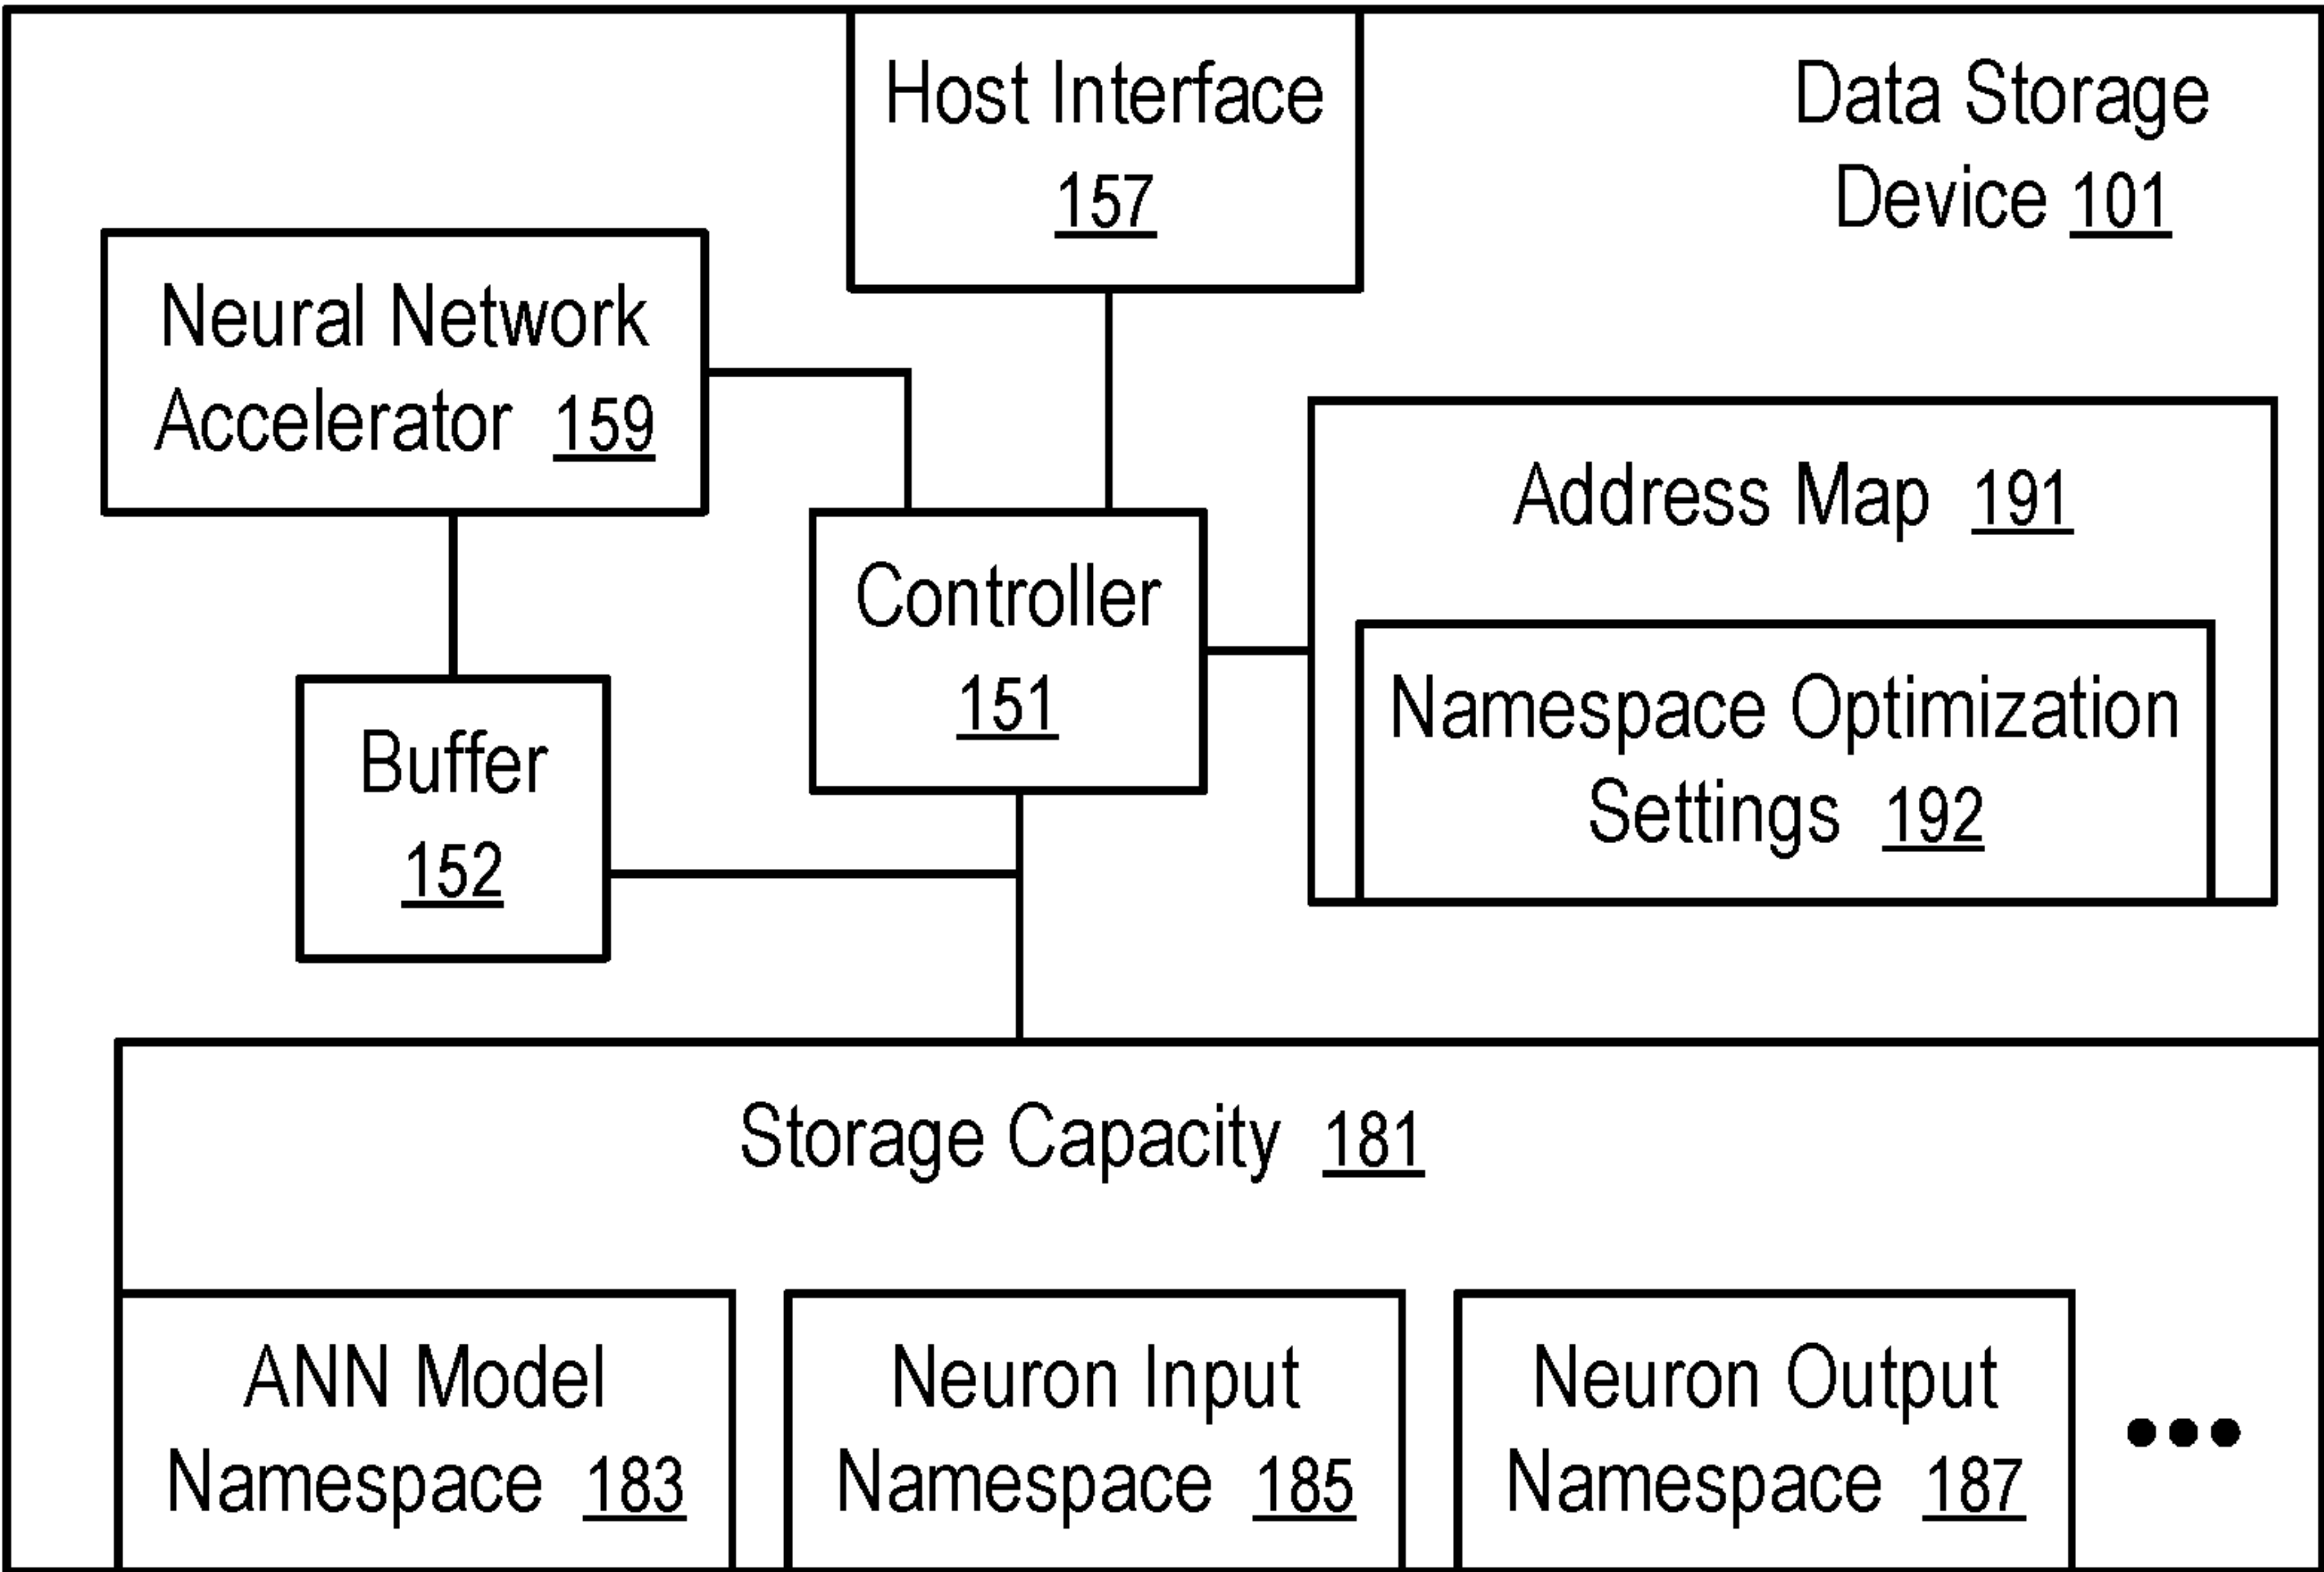 Host Interface
157
Data Storage
Device 101
Neural Network
Accelerator 159
Address Map 191
Controller
151
Namespace Optimization
Settings 192
Buffer
152
Storage Capacity 181
ANN Model
Namespace 183
Neuron Input
Namespace 185
Neuron Output
Namespace 187